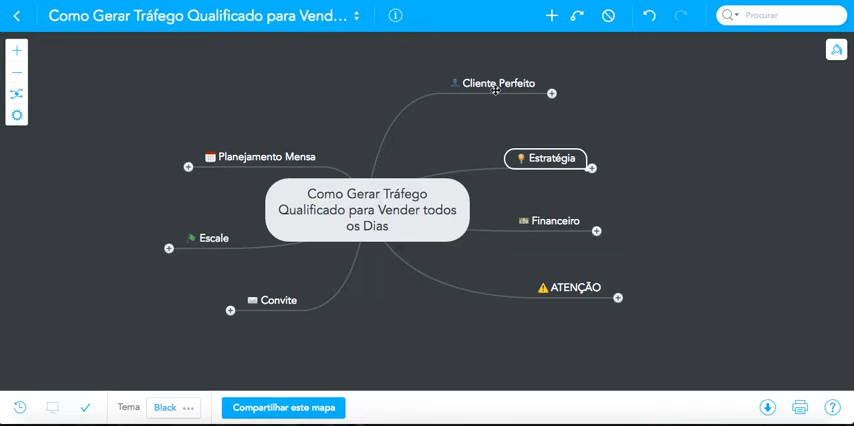 Como Gerar Tráfego Qualificado para Vend...
Procurar
Cliente Perfeito
Planejamento Mensa
Estratégia
Como Gerar Tráfego
Qualificado para Vender todos
os Dias
Financeiro
Escale
ATENÇÃO
Convite
Tema
Black
Compartilhar este mapa